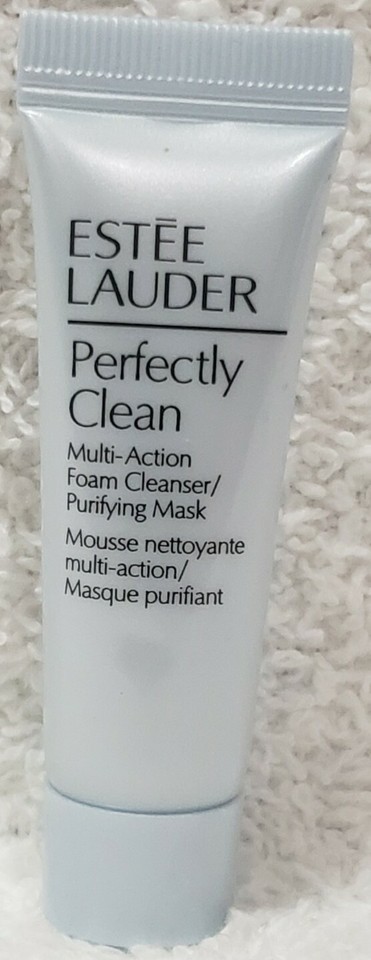 ESTĒE
LAUDER
Perfectly
Clean
Multi-Action
Foam Cleanser/
Purifying Mask
Mousse nettoyante
multi-action/
Masque purifiant